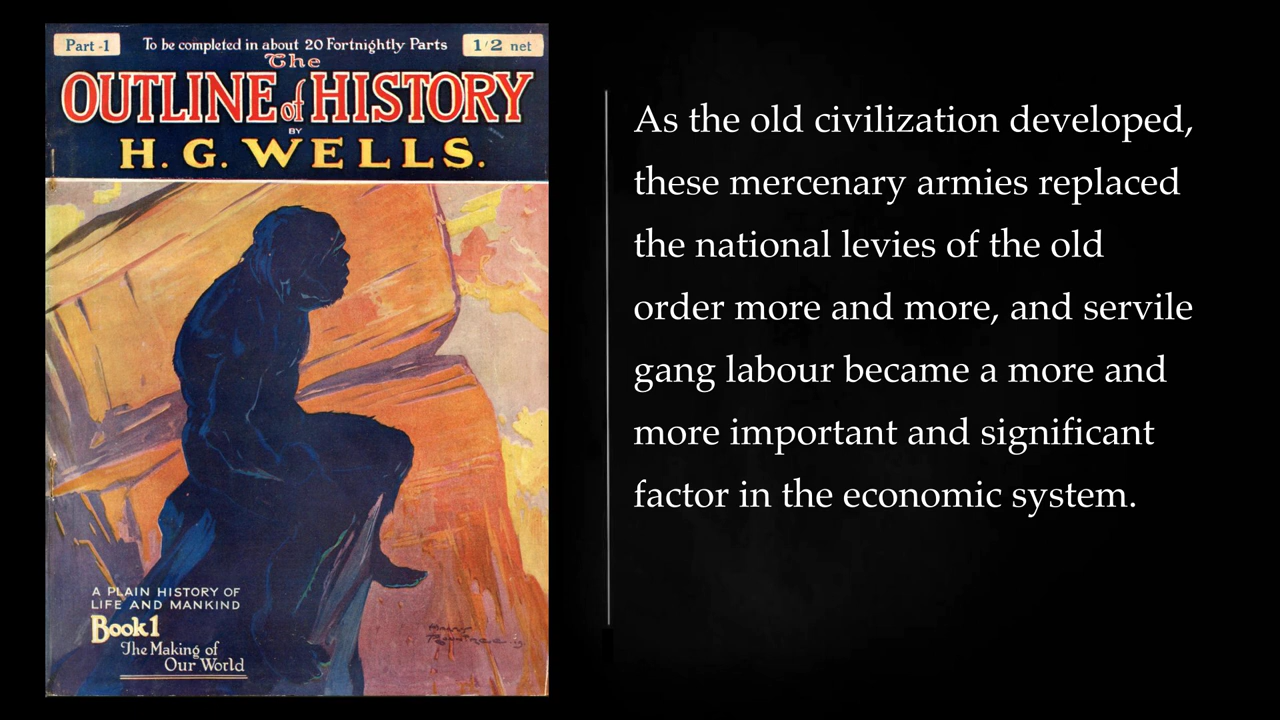 Part -1
To be completed in about 20 Fortnightly Parts
1/2 net
The
OUTLINE of HISTORY
BY
H. G. WELLS.
A PLAIN HISTORY OF
LIFE AND MANKIND
Book 1
The Making of
Our World
As the old civilization developed,
these mercenary armies replaced
the national levies of the old
order more and more, and servile
gang labour became a more and
more important and significant
factor in the economic system.